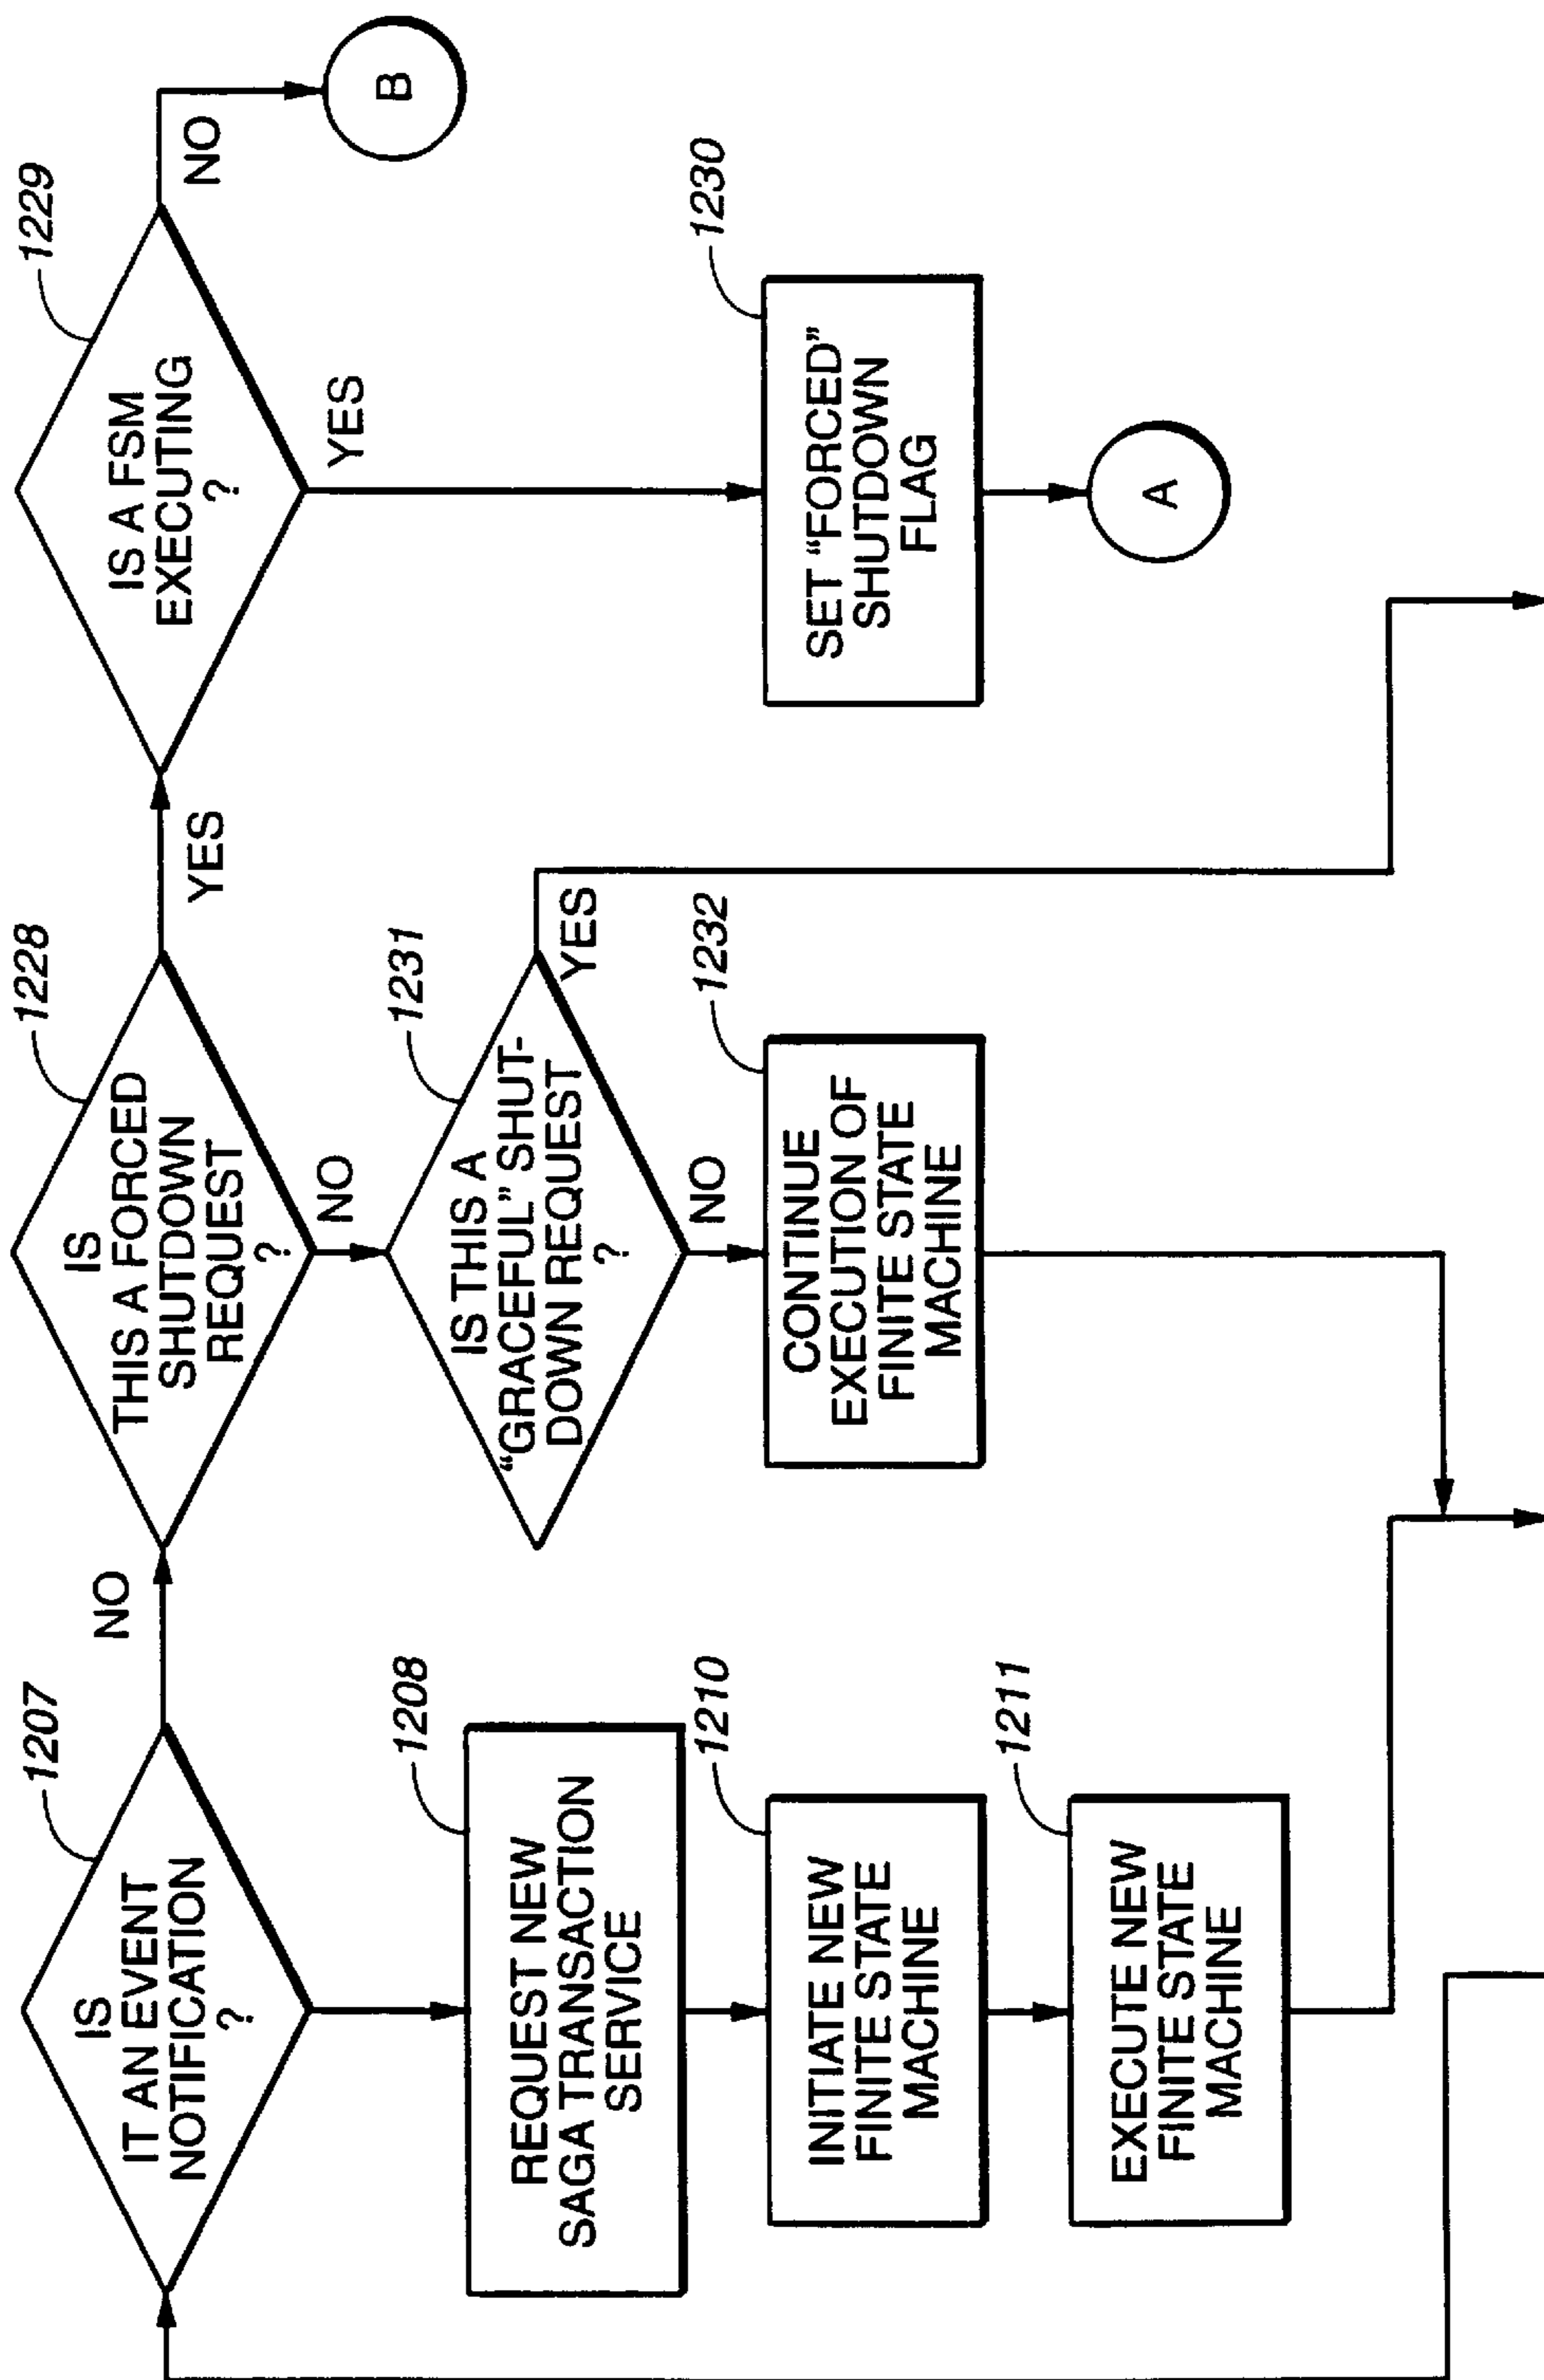 1207
IS
IT AN EVENT
NOTIFICATION
?
NO
1208
REQUEST NEW
SAGA TRANSACTION
SERVICE
1210
INITIATE NEW
FINITE STATE
MACHINE
1211
EXECUTE NEW
FINITE STATE
MACHINE
1228
IS
THIS A FORCED
SHUTDOWN
REQUEST
?
YES
NO
1231
IS THIS A
“GRACEFUL” SHUT-
DOWN REQUEST
?
YES
NO
1232
CONTINUE
EXECUTION OF
FINITE STATE
MACHINE
1229
IS A FSM
EXECUTING
?
NO
B
YES
1230
SET “FORCED”
SHUTDOWN
FLAG
A